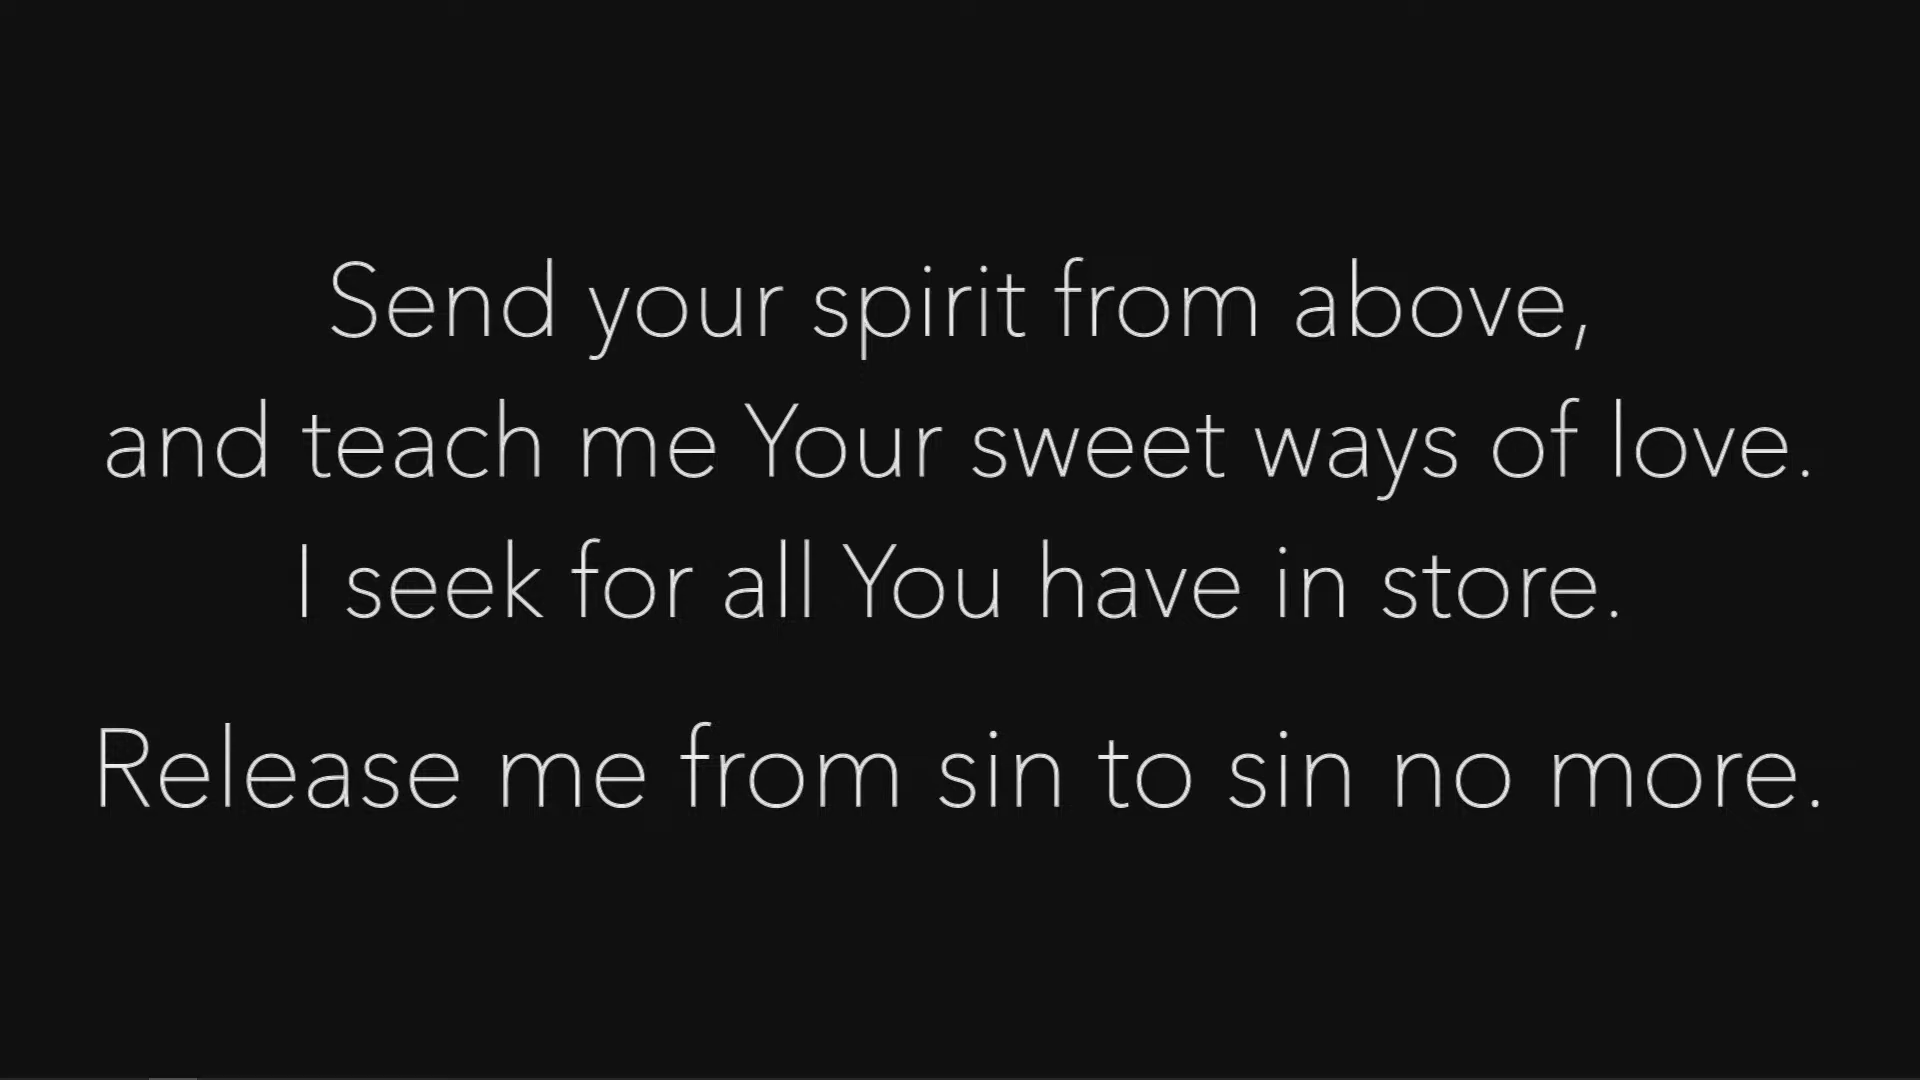 Send your spirit from above,
and teach me Your sweet ways of love.
I seek for all You have in store.
Release me from sin to sin no more.